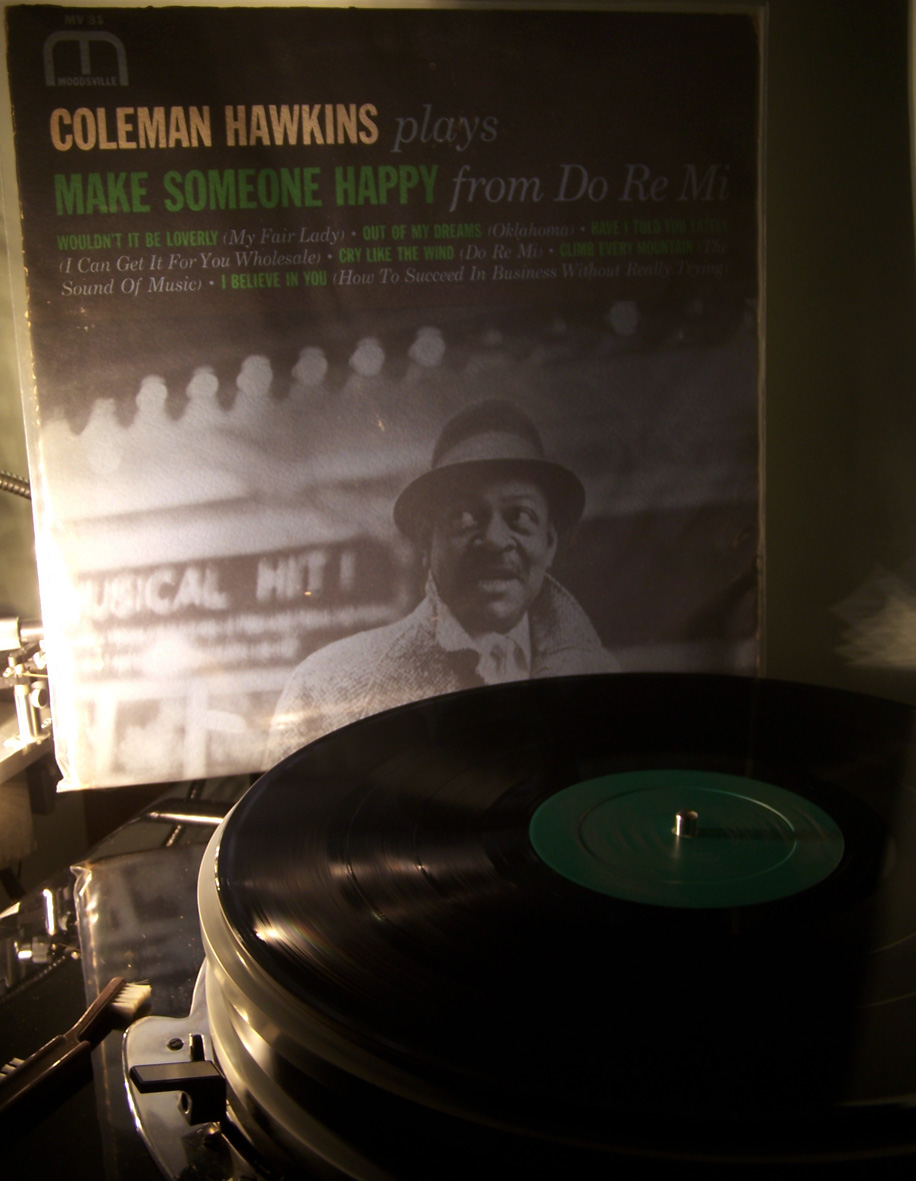 MV 31
MOODSVILLE
COLEMAN HAWKINS plays
MAKE SOMEONE HAPPY from Do Re Mi
WOULDN'T IT BE LOVERLY (My Fair Lady) • OUT OF MY DREAMS (Oklahoma) • HAVE I TOLD YOU LATELY
(I Can Get It For You Wholesale) • CRY LIKE THE WIND (Do Re Mi) • CLIMB EVERY MOUNTAIN (The
Sound Of Music) • I BELIEVE IN YOU (How To Succeed In Business Without Really Trying)
MUSICAL HIT!